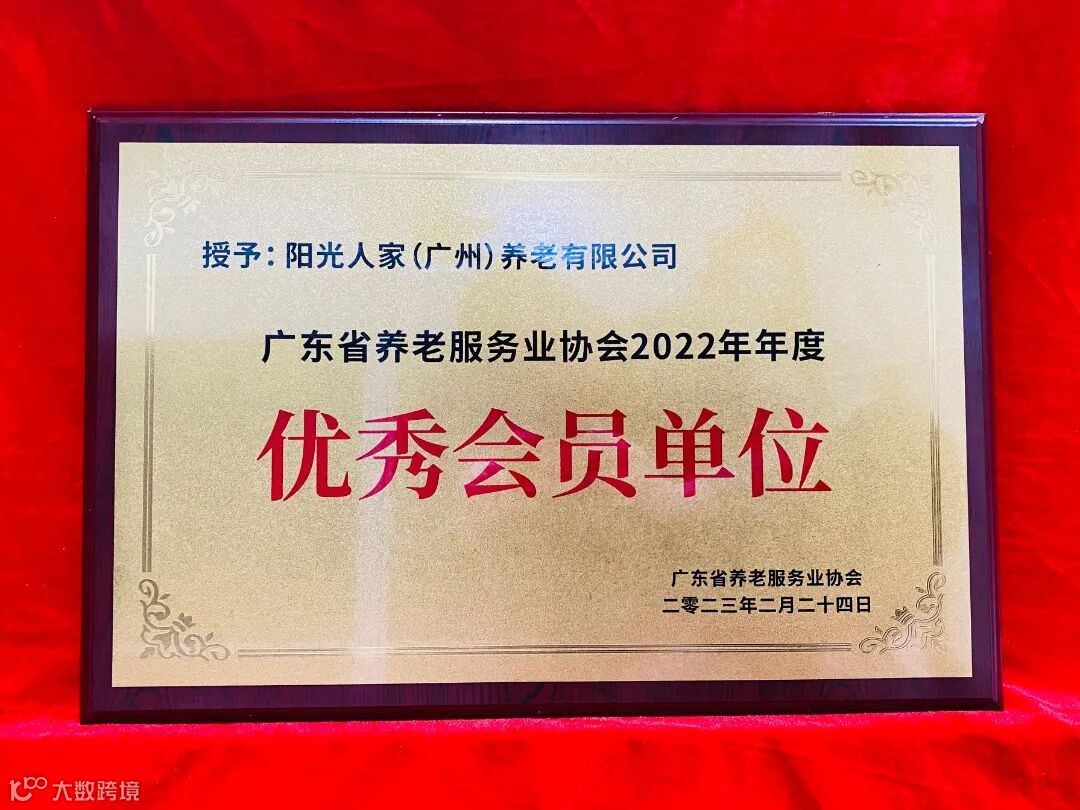 授予：阳光人家（广州）养老有限公司
广东省养老服务业协会2022年年度
优秀会员单位
广东省养老服务业协会
二零二三年二月二十四日
大数跨境